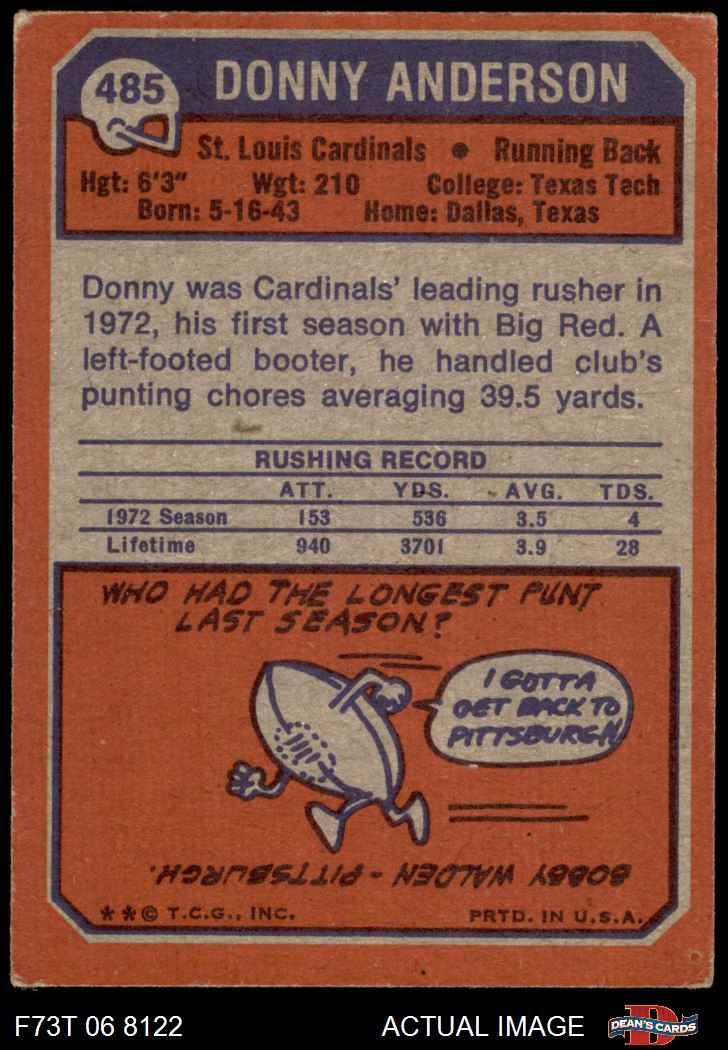 485
DONNY ANDERSON
St. Louis Cardinals • Running Back
Hgt: 6'3" Wgt: 210 College: Texas Tech
Born: 5-16-43 Home: Dallas, Texas
Donny was Cardinals' leading rusher in
1972, his first season with Big Red. A
left-footed booter, he handled club's
punting chores averaging 39.5 yards.
RUSHING RECORD
ATT. YDS. AVG. TDS.
1972 Season 153 536 3.5 4
Lifetime 940 3701 3.9 28
WHO HAD THE LONGEST PUNT
LAST SEASON?
I GOTTA
GET BACK TO
PITTSBURGH
BOBBY WALDEN - PITTSBURGH.
**© T.C.G., INC. PRTD. IN U.S.A.
F73T 06 8122 ACTUAL IMAGE
D
DEAN'S CARDS